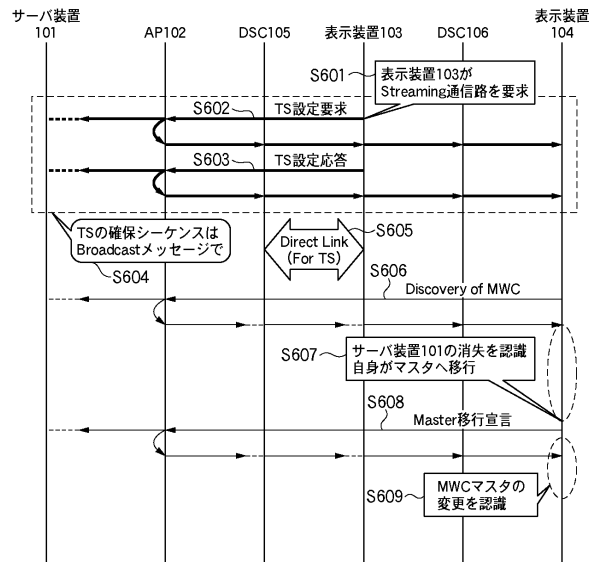 サーバ装置
101
AP102
DSC105
表示装置103
DSC106
表示装置
104
S601
表示装置103が
Streaming通信路を要求
S602
TS設定要求
S603
TS設定応答
TSの確保シーケンスは
Broadcastメッセージで
S604
Direct Link
(For TS)
S605
S606
Discovery of MWC
S607
サーバ装置101の消失を認識
自身がマスタへ移行
S608
Master移行宣言
S609
MWCマスタの
変更を認識